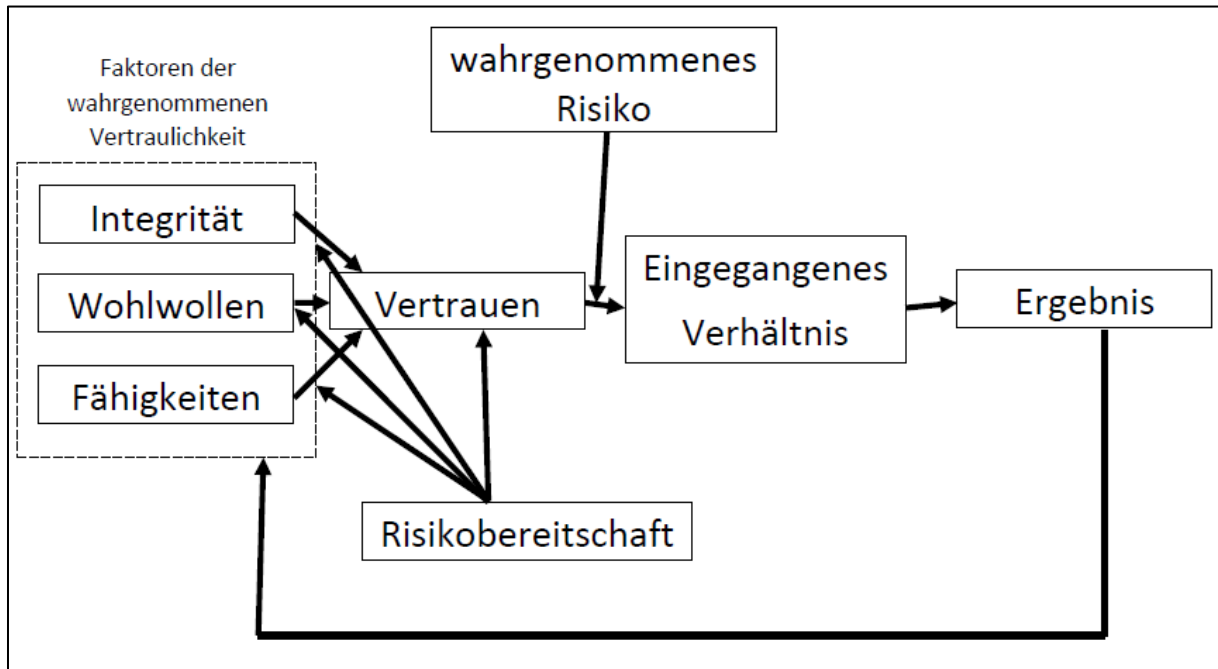 Faktoren der
wahrgenommenen
Vertraulichkeit
wahrgenommenes
Risiko
Integrität
Wohlwollen
Fähigkeiten
Vertrauen
Eingegangenes
Verhältnis
Ergebnis
Risikobereitschaft